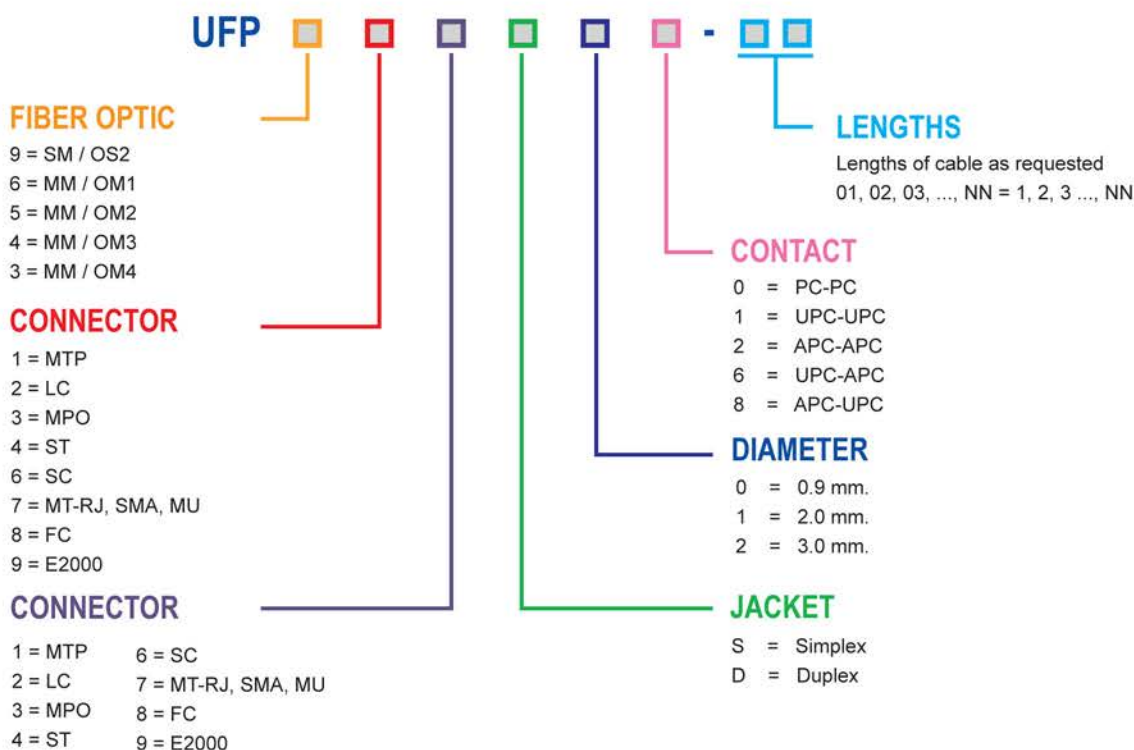 UFP -
FIBER OPTIC
9 = SM / OS2
6 = MM / OM1
5 = MM / OM2
4 = MM / OM3
3 = MM / OM4
CONNECTOR
1 = MTP
2 = LC
3 = MPO
4 = ST
6 = SC
7 = MT-RJ, SMA, MU
8 = FC
9 = E2000
CONNECTOR
1 = MTP
2 = LC
3 = MPO
4 = ST
6 = SC
7 = MT-RJ, SMA, MU
8 = FC
9 = E2000
LENGTHS
Lengths of cable as requested
01, 02, 03, ..., NN = 1, 2, 3 ..., NN
CONTACT
0 = PC-PC
1 = UPC-UPC
2 = APC-APC
6 = UPC-APC
8 = APC-UPC
DIAMETER
0 = 0.9 mm.
1 = 2.0 mm.
2 = 3.0 mm.
JACKET
S = Simplex
D = Duplex